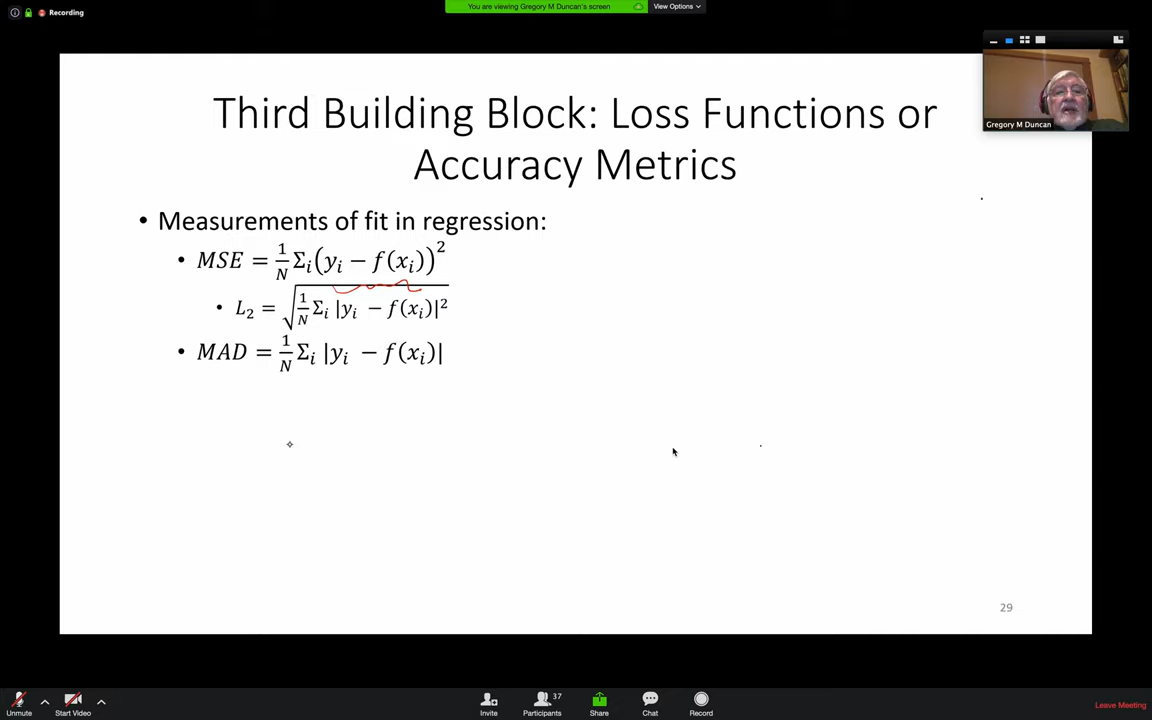 Recording
You are viewing Gregory M Duncan's screen
View Options
Gregory M Duncan
Third Building Block: Loss Functions or
Accuracy Metrics
• Measurements of fit in regression:
• MSE = 1/N Σᵢ(yᵢ − f(xᵢ))²
• L₂ = √(1/N Σᵢ |yᵢ − f(xᵢ)|²)
• MAD = 1/N Σᵢ |yᵢ − f(xᵢ)|
29
Unmute
Start Video
Invite
Participants 37
Share
Chat
Record
Leave Meeting